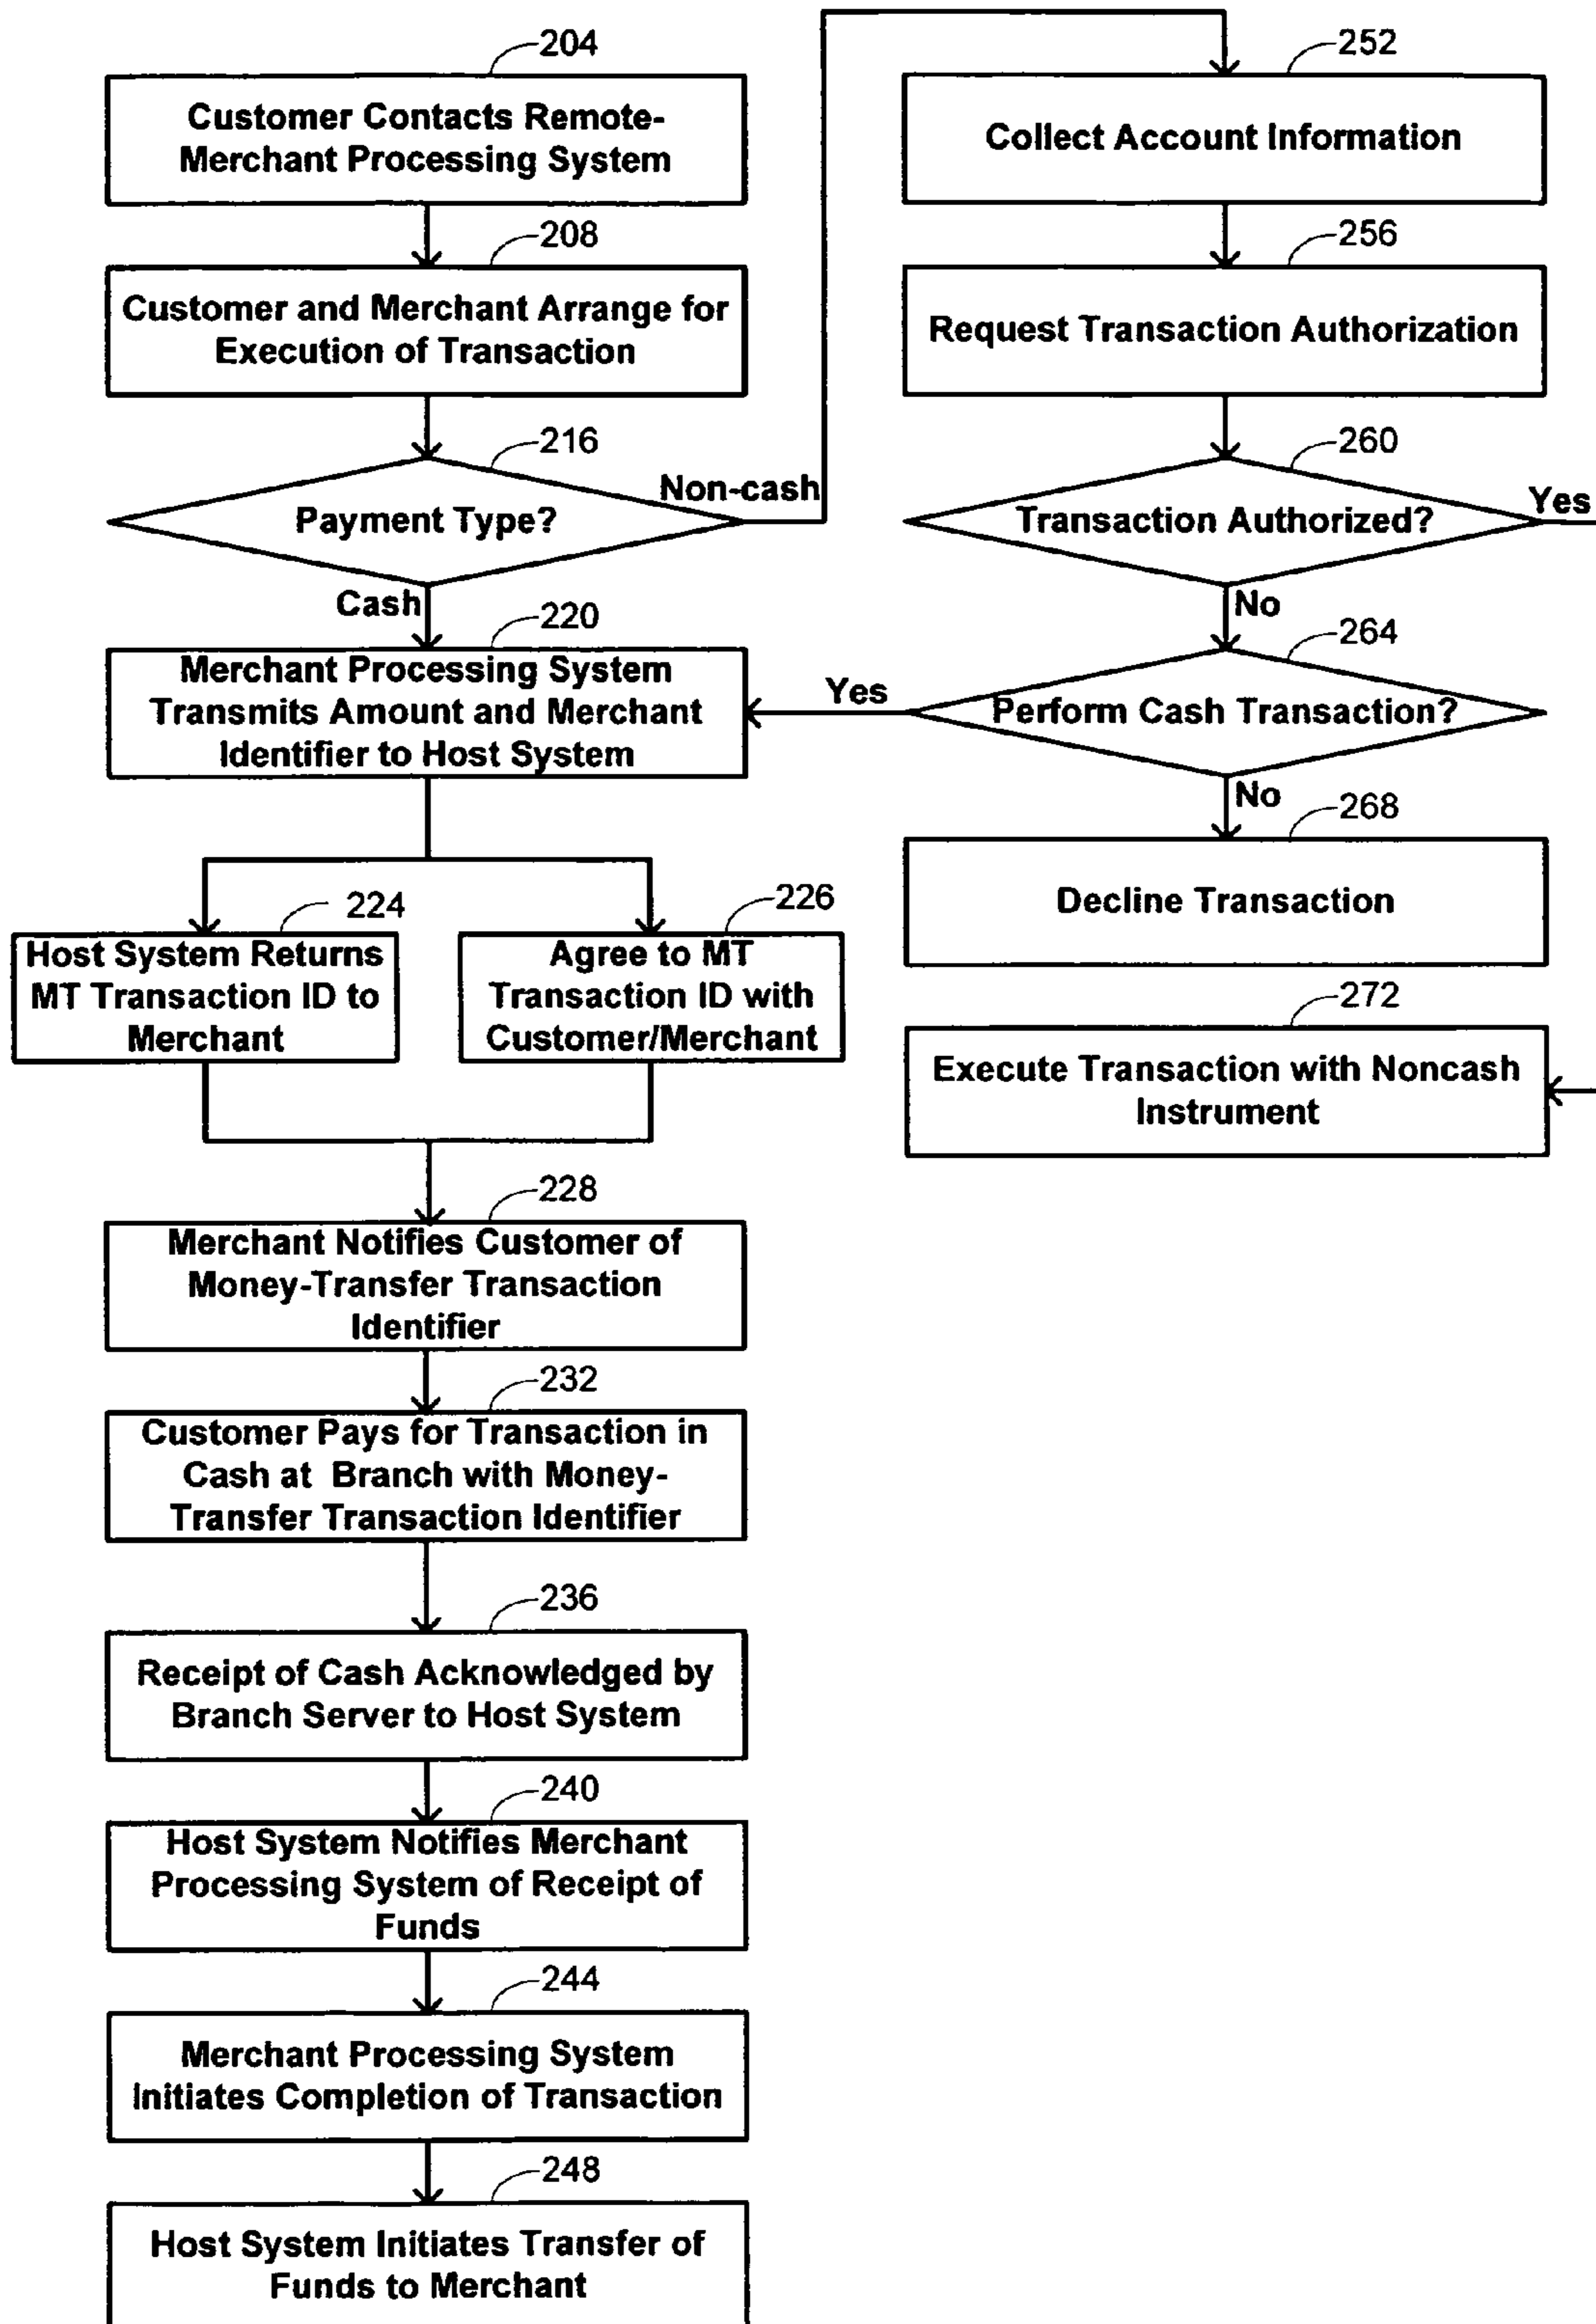 204
Customer Contacts Remote-
Merchant Processing System
208
Customer and Merchant Arrange for
Execution of Transaction
216
Payment Type?
Non-cash
Cash
220
Merchant Processing System
Transmits Amount and Merchant
Identifier to Host System
224
Host System Returns
MT Transaction ID to
Merchant
226
Agree to MT
Transaction ID with
Customer/Merchant
228
Merchant Notifies Customer of
Money-Transfer Transaction
Identifier
232
Customer Pays for Transaction in
Cash at Branch with Money-
Transfer Transaction Identifier
236
Receipt of Cash Acknowledged by
Branch Server to Host System
240
Host System Notifies Merchant
Processing System of Receipt of
Funds
244
Merchant Processing System
Initiates Completion of Transaction
248
Host System Initiates Transfer of
Funds to Merchant
252
Collect Account Information
256
Request Transaction Authorization
260
Transaction Authorized?
Yes
No
264
Perform Cash Transaction?
Yes
No
268
Decline Transaction
272
Execute Transaction with Noncash
Instrument